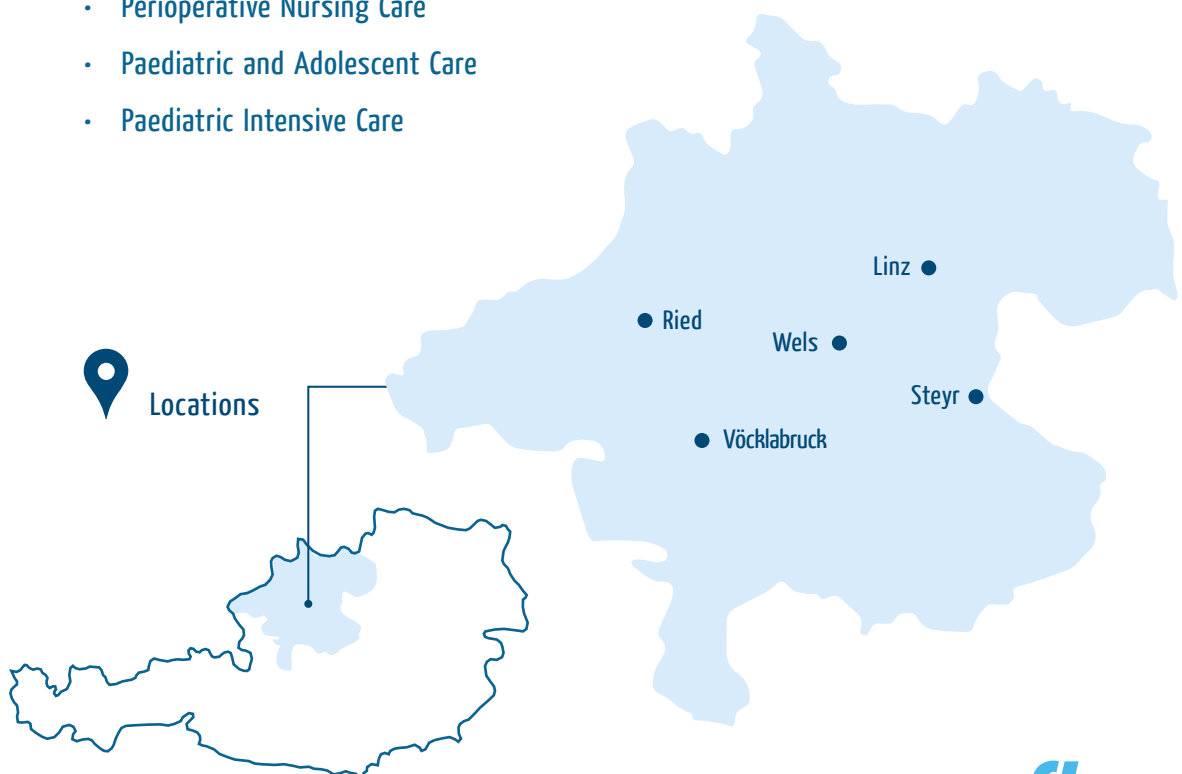 · Perioperative Nursing Care
· Paediatric and Adolescent Care
· Paediatric Intensive Care
Linz
Ried
Wels
Steyr
Locations
Vöcklabruck